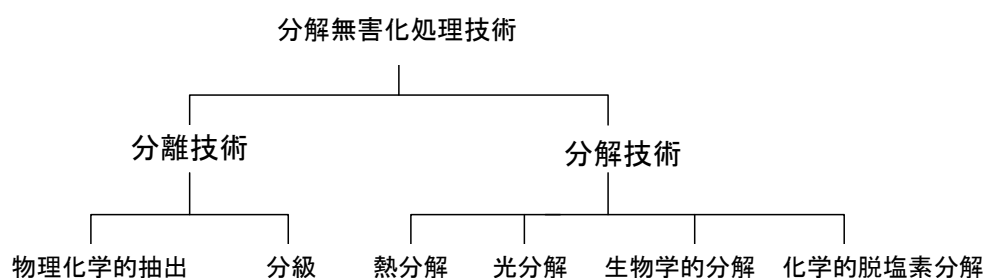 分解無害化処理技術
分離技術
分解技術
物理化学的抽出
分級
熱分解
光分解
生物学的分解
化学的脱塩素分解